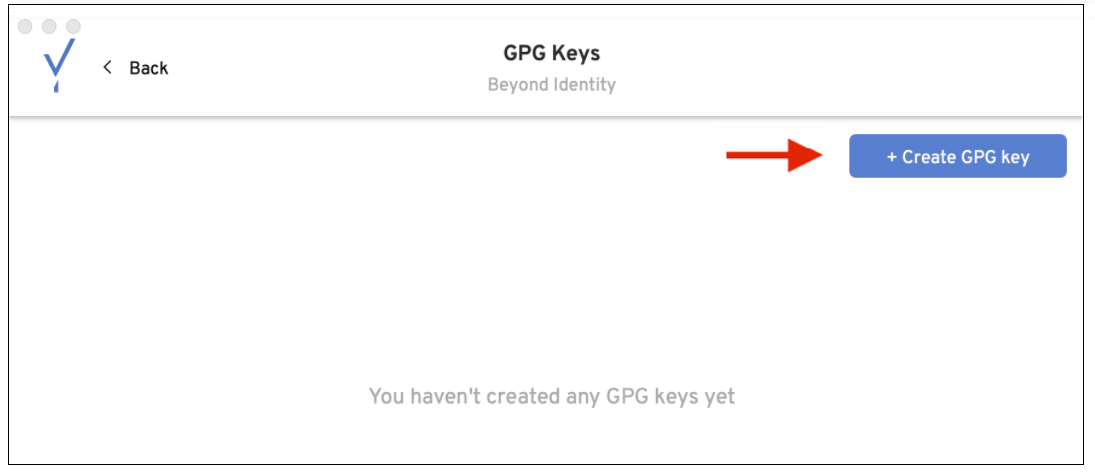 GPG Keys
< Back
Beyond Identity
+ Create GPG key
You haven't created any GPG keys yet